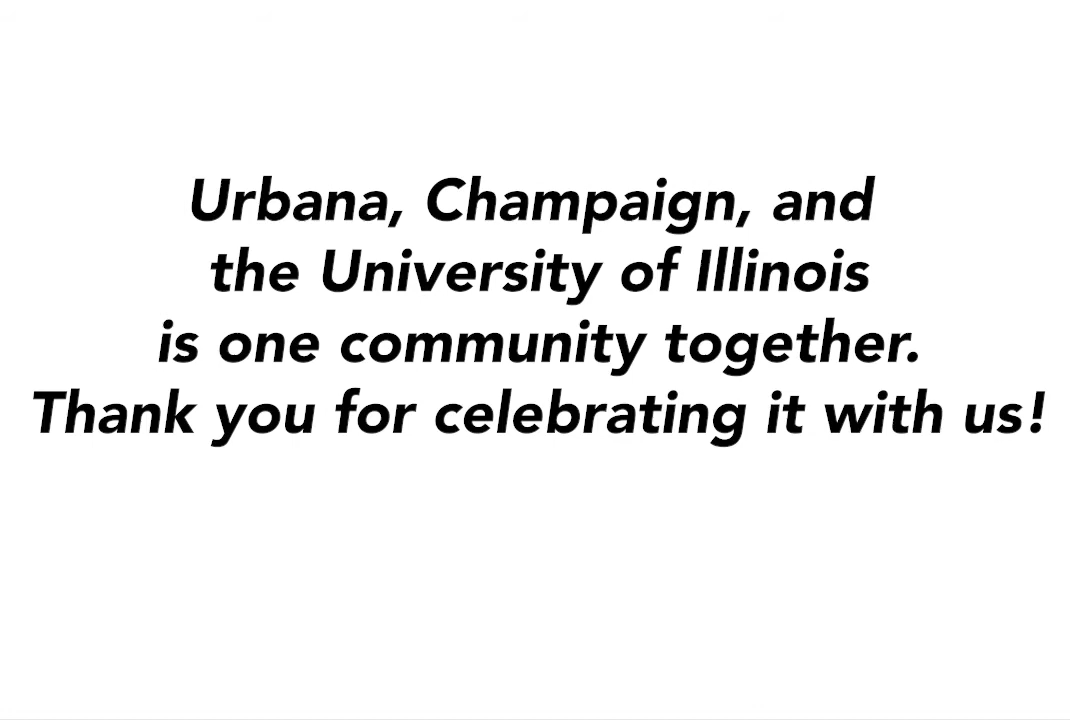 Urbana, Champaign, and
the University of Illinois
is one community together.
Thank you for celebrating it with us!